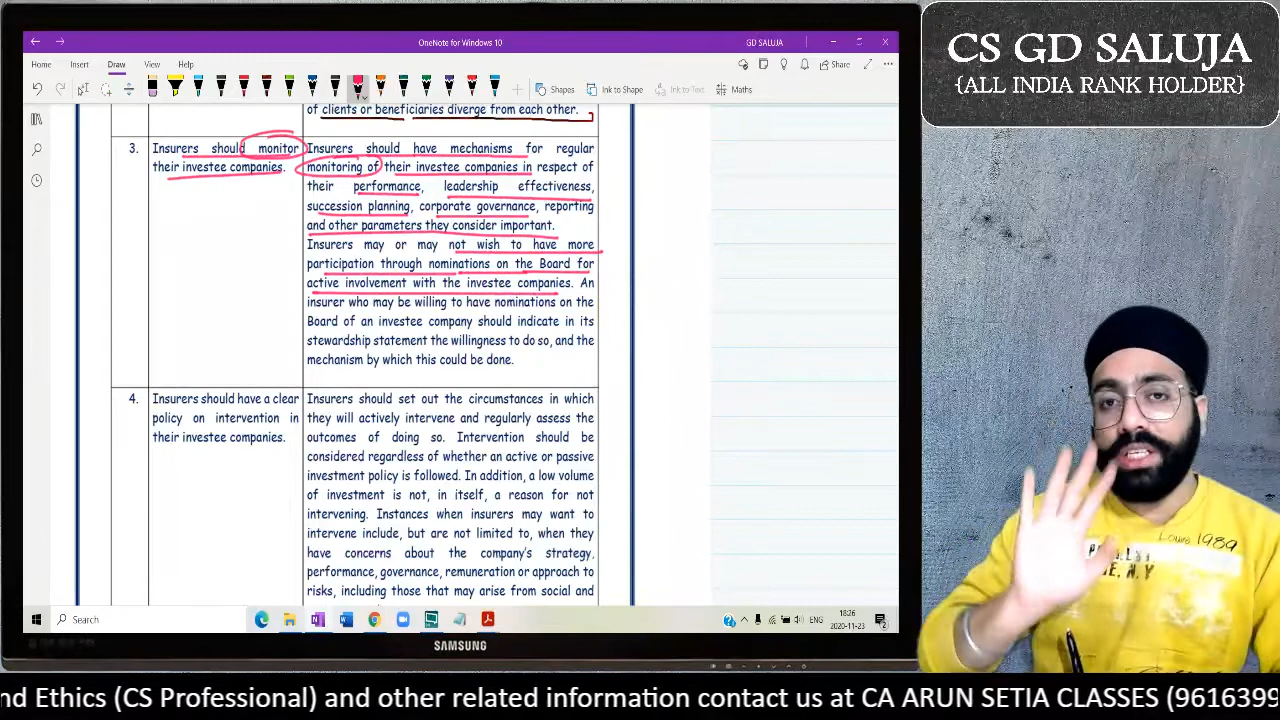 OneNote for Windows 10
GD SALUJA
Home Insert Draw View Help Share
Shapes Ink to Shape Ink to Text Maths
of clients or beneficiaries diverge from each other.
3. Insurers should monitor
their investee companies.
Insurers should have mechanisms for regular
monitoring of their investee companies in respect of
their performance, leadership effectiveness,
succession planning, corporate governance, reporting
and other parameters they consider important.
Insurers may or may not wish to have more
participation through nominations on the Board for
active involvement with the investee companies. An
insurer who may be willing to have nominations on the
Board of an investee company should indicate in its
stewardship statement the willingness to do so, and the
mechanism by which this could be done.
4. Insurers should have a clear
policy on intervention in
their investee companies.
Insurers should set out the circumstances in which
they will actively intervene and regularly assess the
outcomes of doing so. Intervention should be
considered regardless of whether an active or passive
investment policy is followed. In addition, a low volume
of investment is not, in itself, a reason for not
intervening. Instances when insurers may want to
intervene include, but are not limited to, when they
have concerns about the company's strategy,
performance, governance, remuneration or approach to
risks, including those that may arise from social and
Search
ENG
18:26
2020-11-23
SAMSUNG
CS GD SALUJA
{ALL INDIA RANK HOLDER}
Louis 1989
nd Ethics (CS Professional) and other related information contact us at CA ARUN SETIA CLASSES (9616399